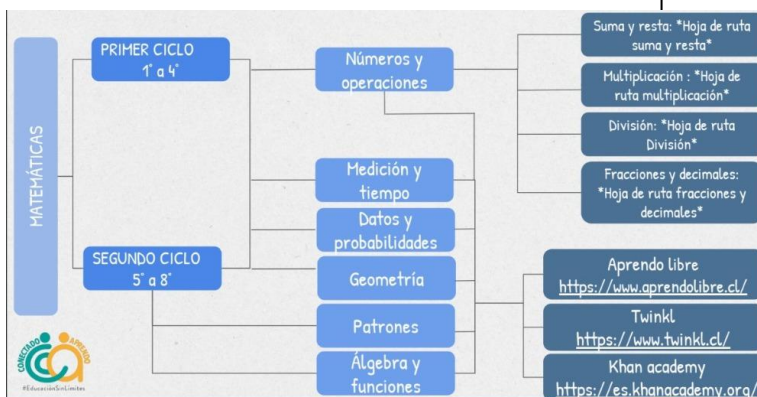 MATEMÁTICAS
PRIMER CICLO
1° a 4°
SEGUNDO CICLO
5° a 8°
Números y
operaciones
Medición y
tiempo
Datos y
probabilidades
Geometría
Patrones
Álgebra y
funciones
Suma y resta: *Hoja de ruta
suma y resta*
Multiplicación : *Hoja de
ruta multiplicación*
División: *Hoja de ruta
División*
Fracciones y decimales:
*Hoja de ruta fracciones y
decimales*
Aprendo libre
https://www.aprendolibre.cl/
Twinkl
https://www.twinkl.cl/
Khan academy
https://es.khanacademy.org/
CONECTADO
APRENDO
#EducaciónSinLímites